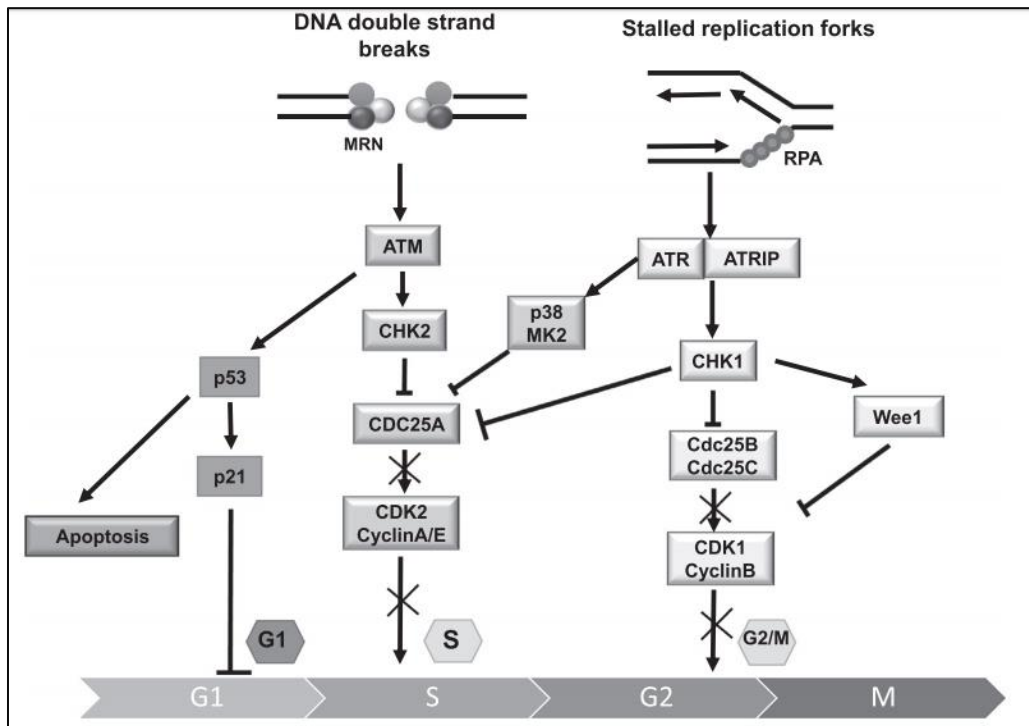 DNA double strand
breaks
Stalled replication forks
MRN
RPA
ATM
ATR
ATRIP
CHK2
p38
MK2
CHK1
p53
CDC25A
Wee1
Cdc25B
Cdc25C
p21
CDK2
CyclinA/E
Apoptosis
CDK1
CyclinB
G1
S
G2/M
G1
S
G2
M